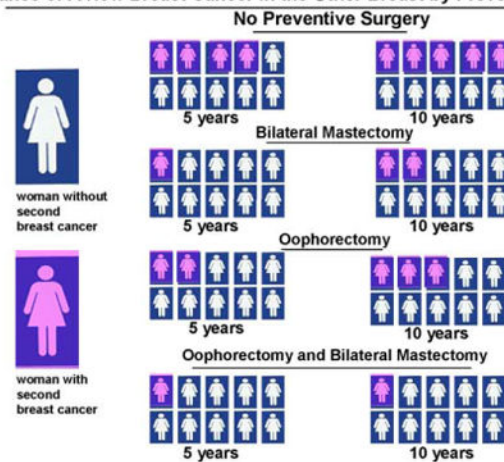 No Preventive Surgery
5 years
10 years
Bilateral Mastectomy
woman without
second
breast cancer
5 years
10 years
Oophorectomy
5 years
10 years
Oophorectomy and Bilateral Mastectomy
woman with
second
breast cancer
5 years
10 years